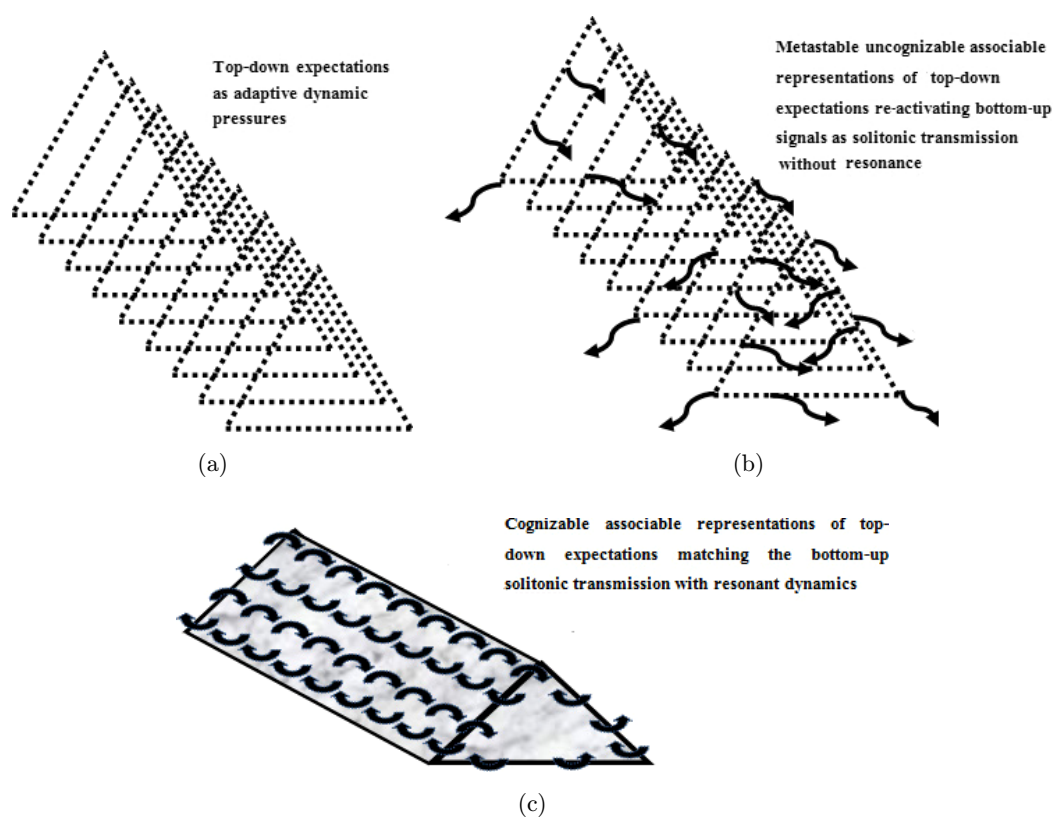 Top-down expectations
as adaptive dynamic
pressures
Metastable uncognizable associable
representations of top-down
expectations re-activating bottom-up
signals as solitonic transmission
without resonance
(a)
(b)
Cognizable associable representations of top-
down expectations matching the bottom-up
solitonic transmission with resonant dynamics
(c)